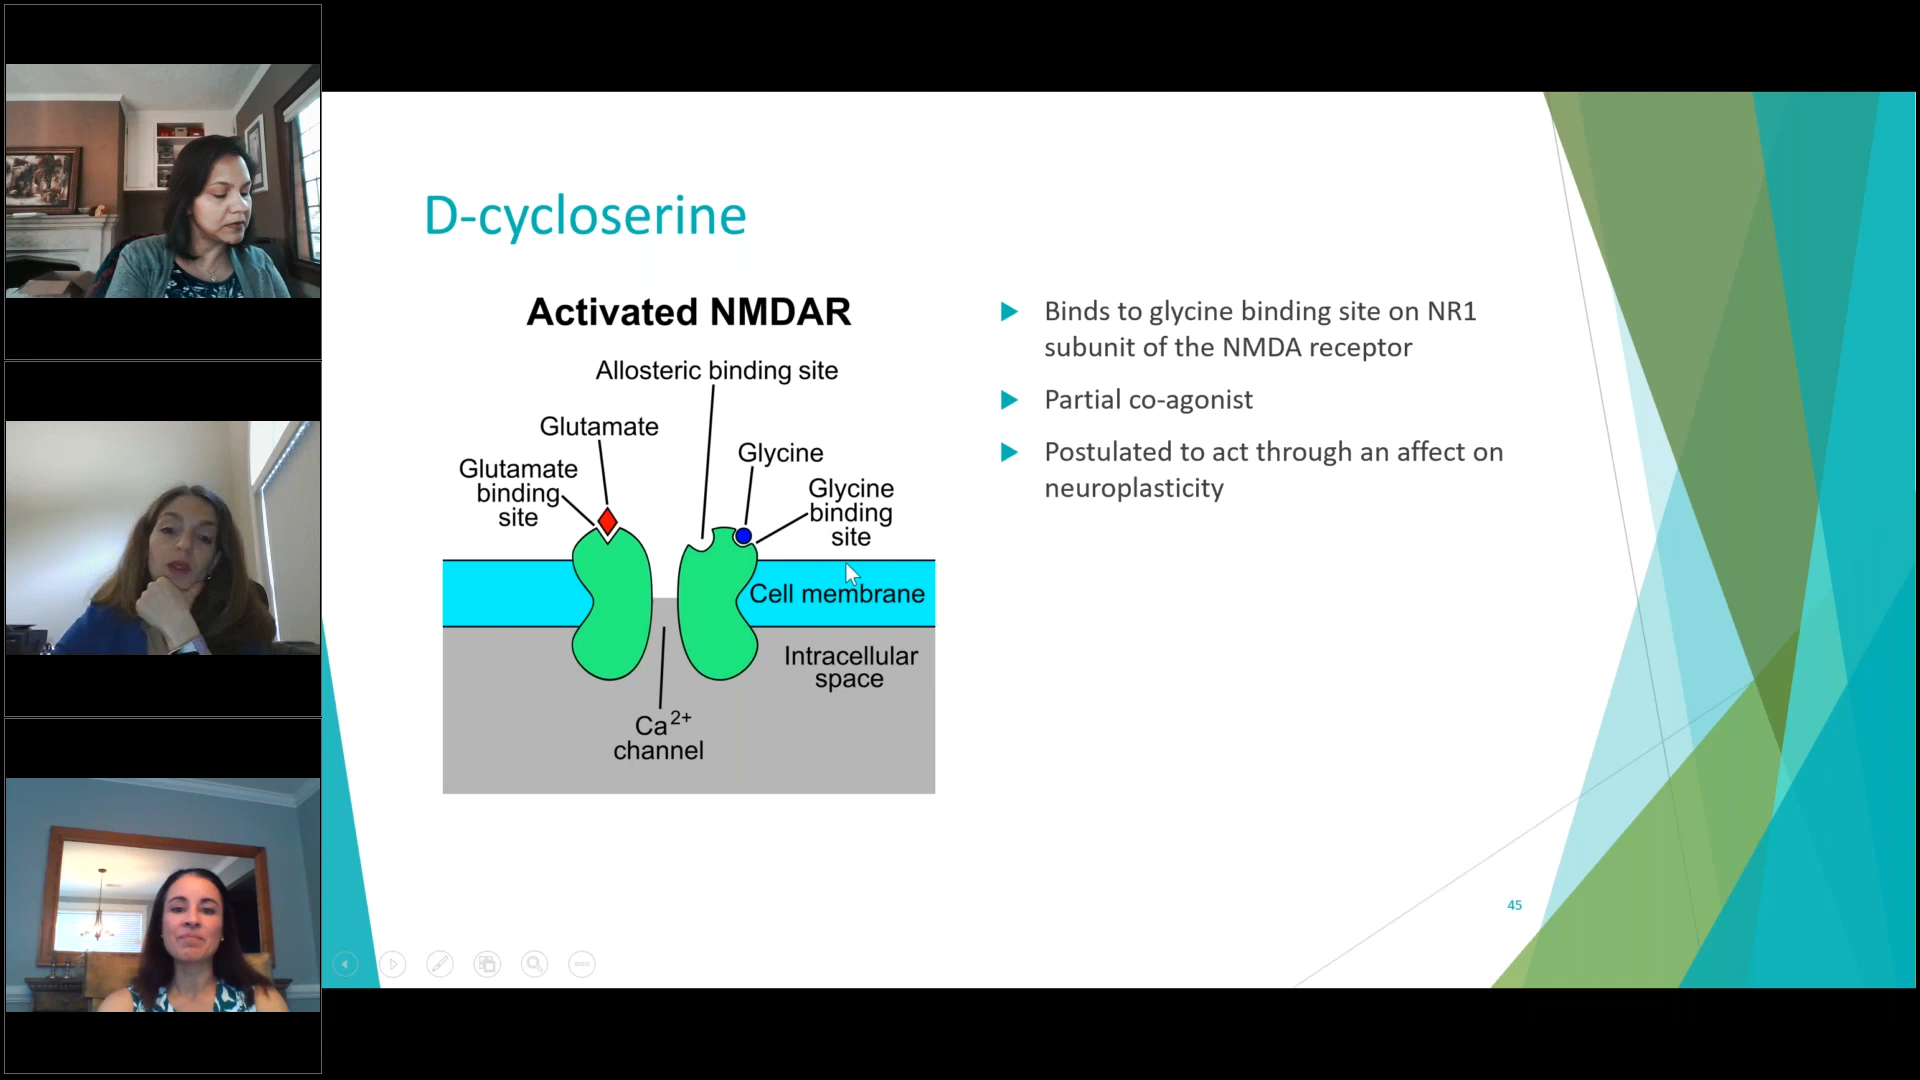 D-cycloserine
Activated NMDAR
Allosteric binding site
Glutamate
Glycine
Glutamate
binding
site
Glycine
binding
site
Cell membrane
Intracellular
space
Ca2+
channel
Binds to glycine binding site on NR1
subunit of the NMDA receptor
Partial co-agonist
Postulated to act through an affect on
neuroplasticity
45